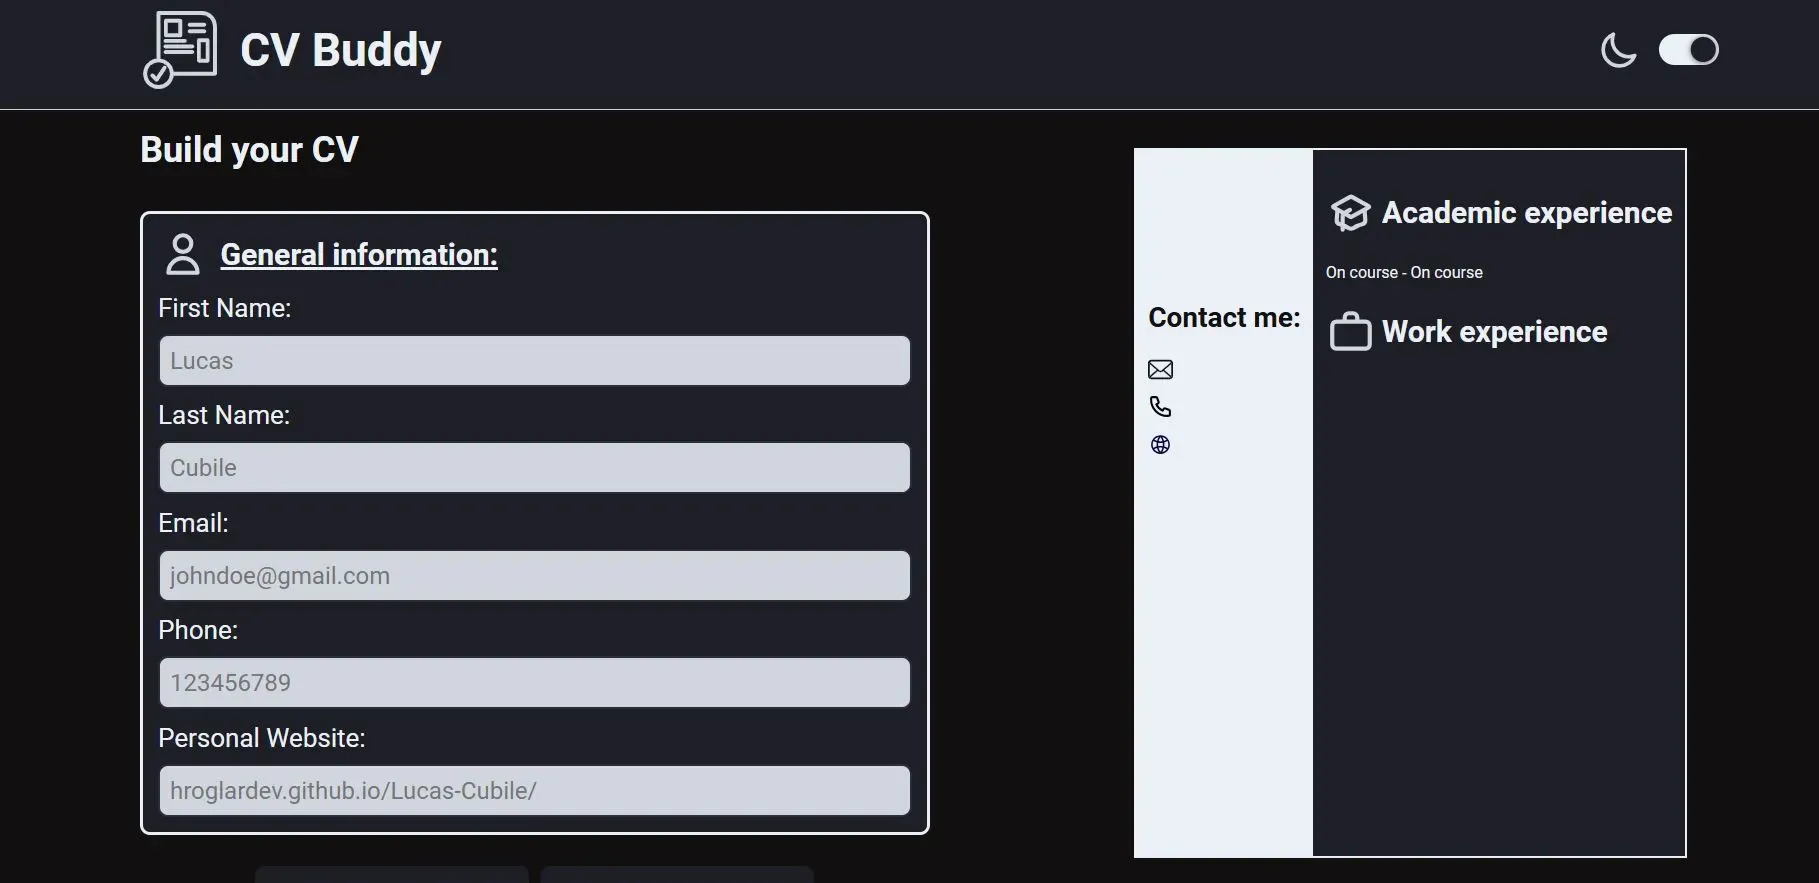 CV Buddy
Build your CV
General information:
First Name:
Lucas
Last Name:
Cubile
Email:
johndoe@gmail.com
Phone:
123456789
Personal Website:
hroglardev.github.io/Lucas-Cubile/
Contact me:
Academic experience
On course - On course
Work experience